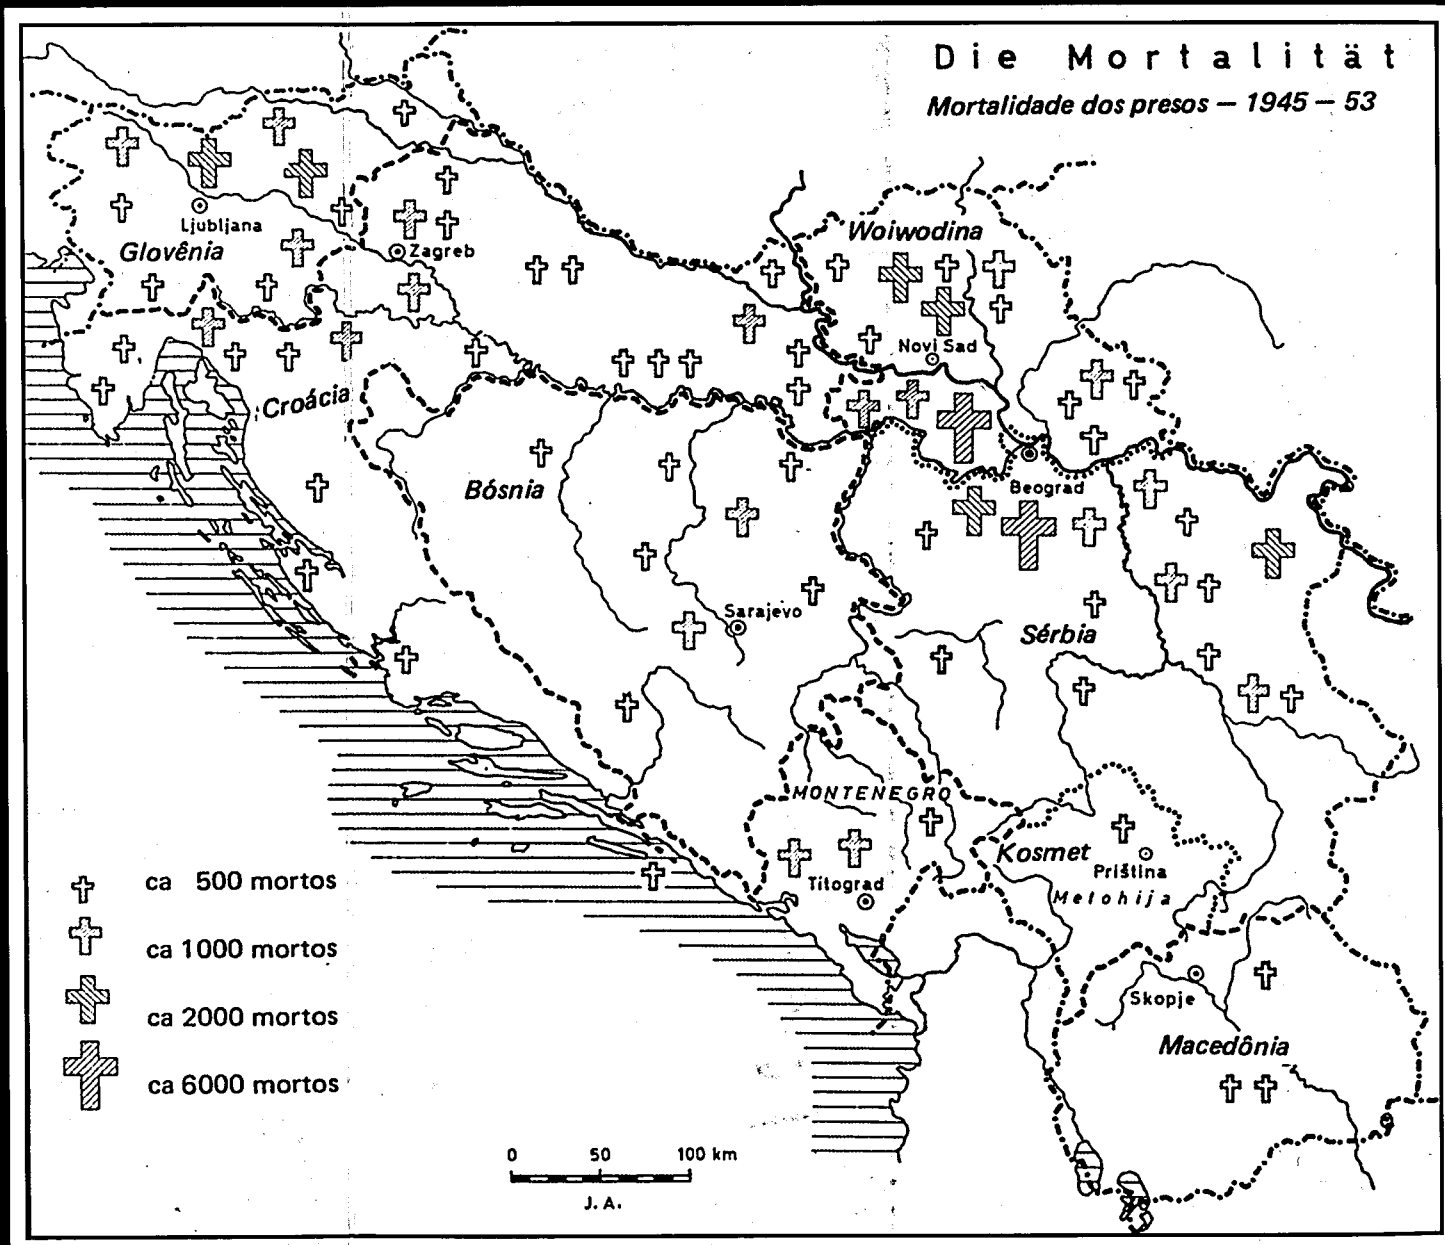 Die Mortalität
Mortalidade dos presos – 1945 – 53
Woiwodina
Ljubljana
Glovênia
Zagreb
Novi Sad
Croácia
Bósnia
Beograd
Sarajevo
Sérbia
MONTENEGRO
Kosmet
Priština
Metohija
Titograd
Skopje
Macedônia
ca 500 mortos
ca 1000 mortos
ca 2000 mortos
ca 6000 mortos
0 50 100 km
J. A.